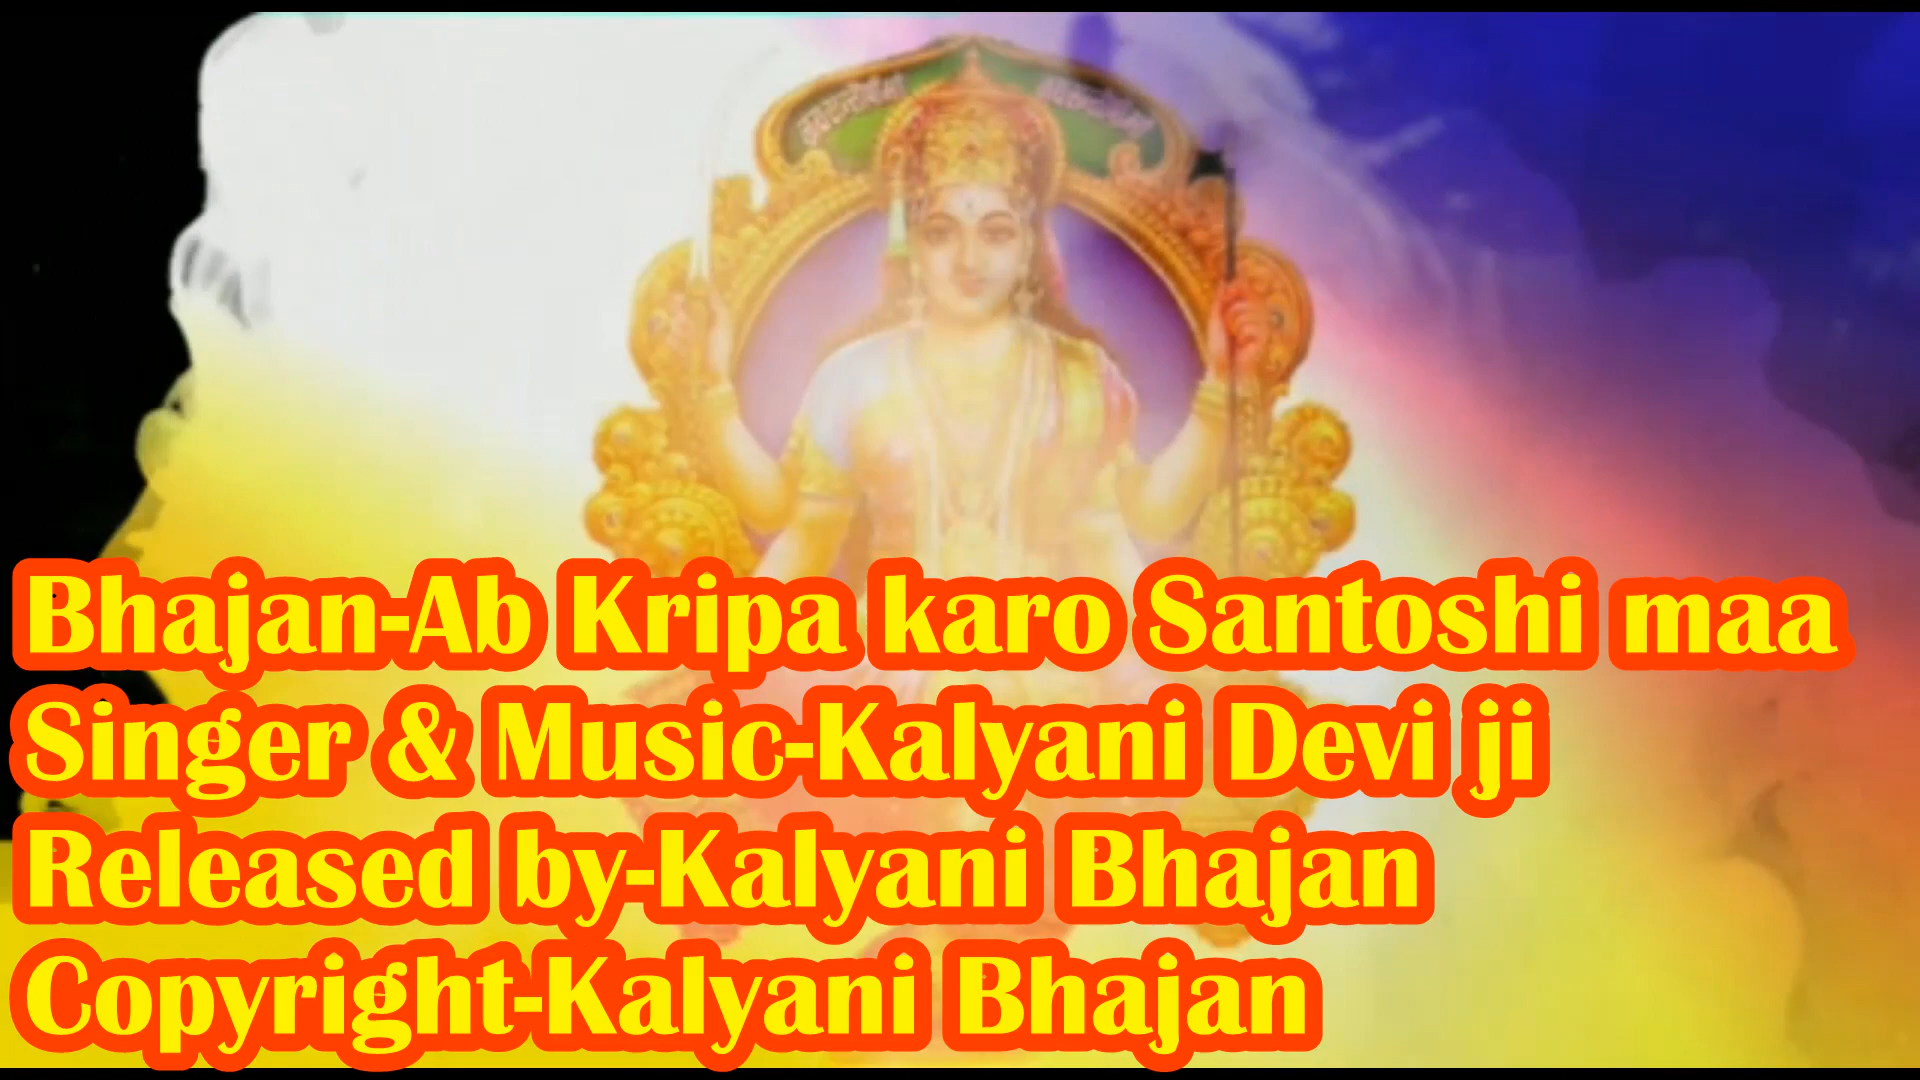 Bhajan-Ab Kripa karo Santoshi maa
Singer & Music-Kalyani Devi ji
Released by-Kalyani Bhajan
Copyright-Kalyani Bhajan